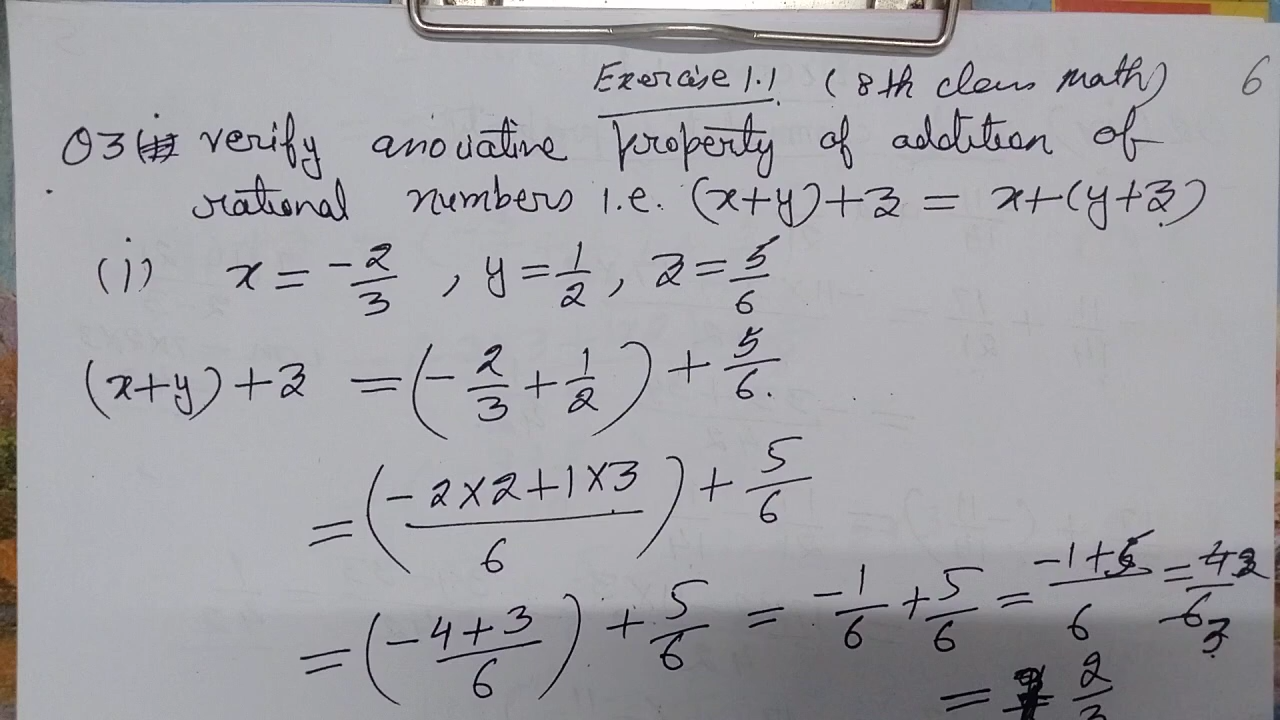 Exercise 1.1 (8th class math) 6
Q3 (i) verify associative property of addition of
rational numbers i.e. (x+y)+z = x+(y+z)
(i) x = -2/3 , y = 1/2 , z = 5/6
(x+y)+z = (-2/3 + 1/2) + 5/6.
= (-2×2+1×3/6) + 5/6
= (-4+3/6) + 5/6 = -1/6 + 5/6 = -1+5/6 = 4 2/6 3
= 2/3